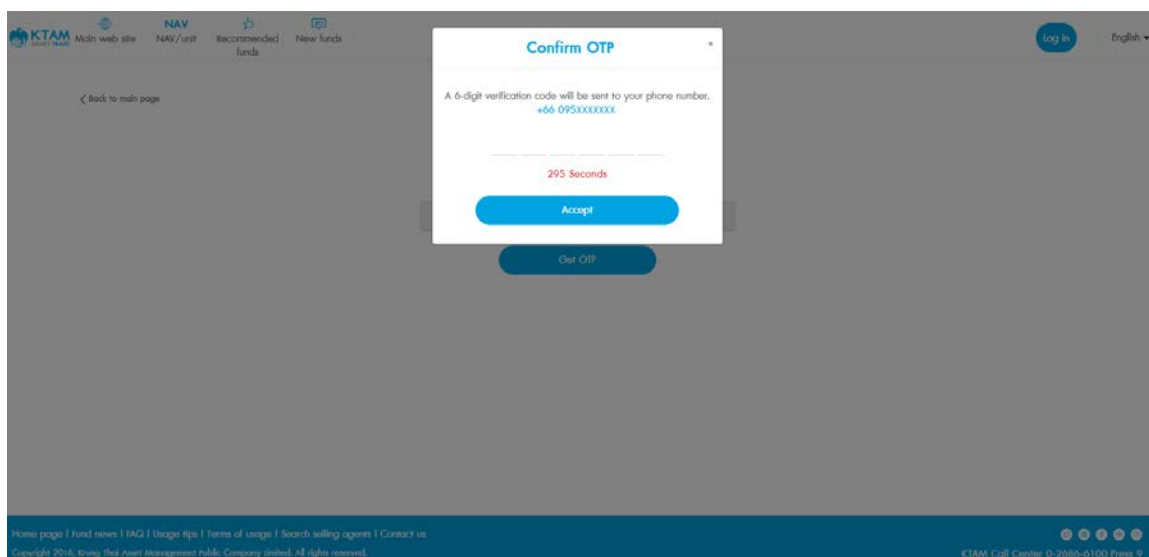 KTAM
SMART TRADE
Main web site
NAV
NAV/unit
Recommended
funds
New funds
Log in
English
Back to main page
Confirm OTP
×
A 6-digit verification code will be sent to your phone number.
+66 095XXXXXXX
295 Seconds
Accept
Get OTP
Home page | Fund news | FAQ | Usage tips | Terms of usage | Search selling agents | Contact us
Copyright 2016, Krung Thai Asset Management Public Company Limited. All rights reserved.
KTAM Call Center 0-2686-6100 Press 9